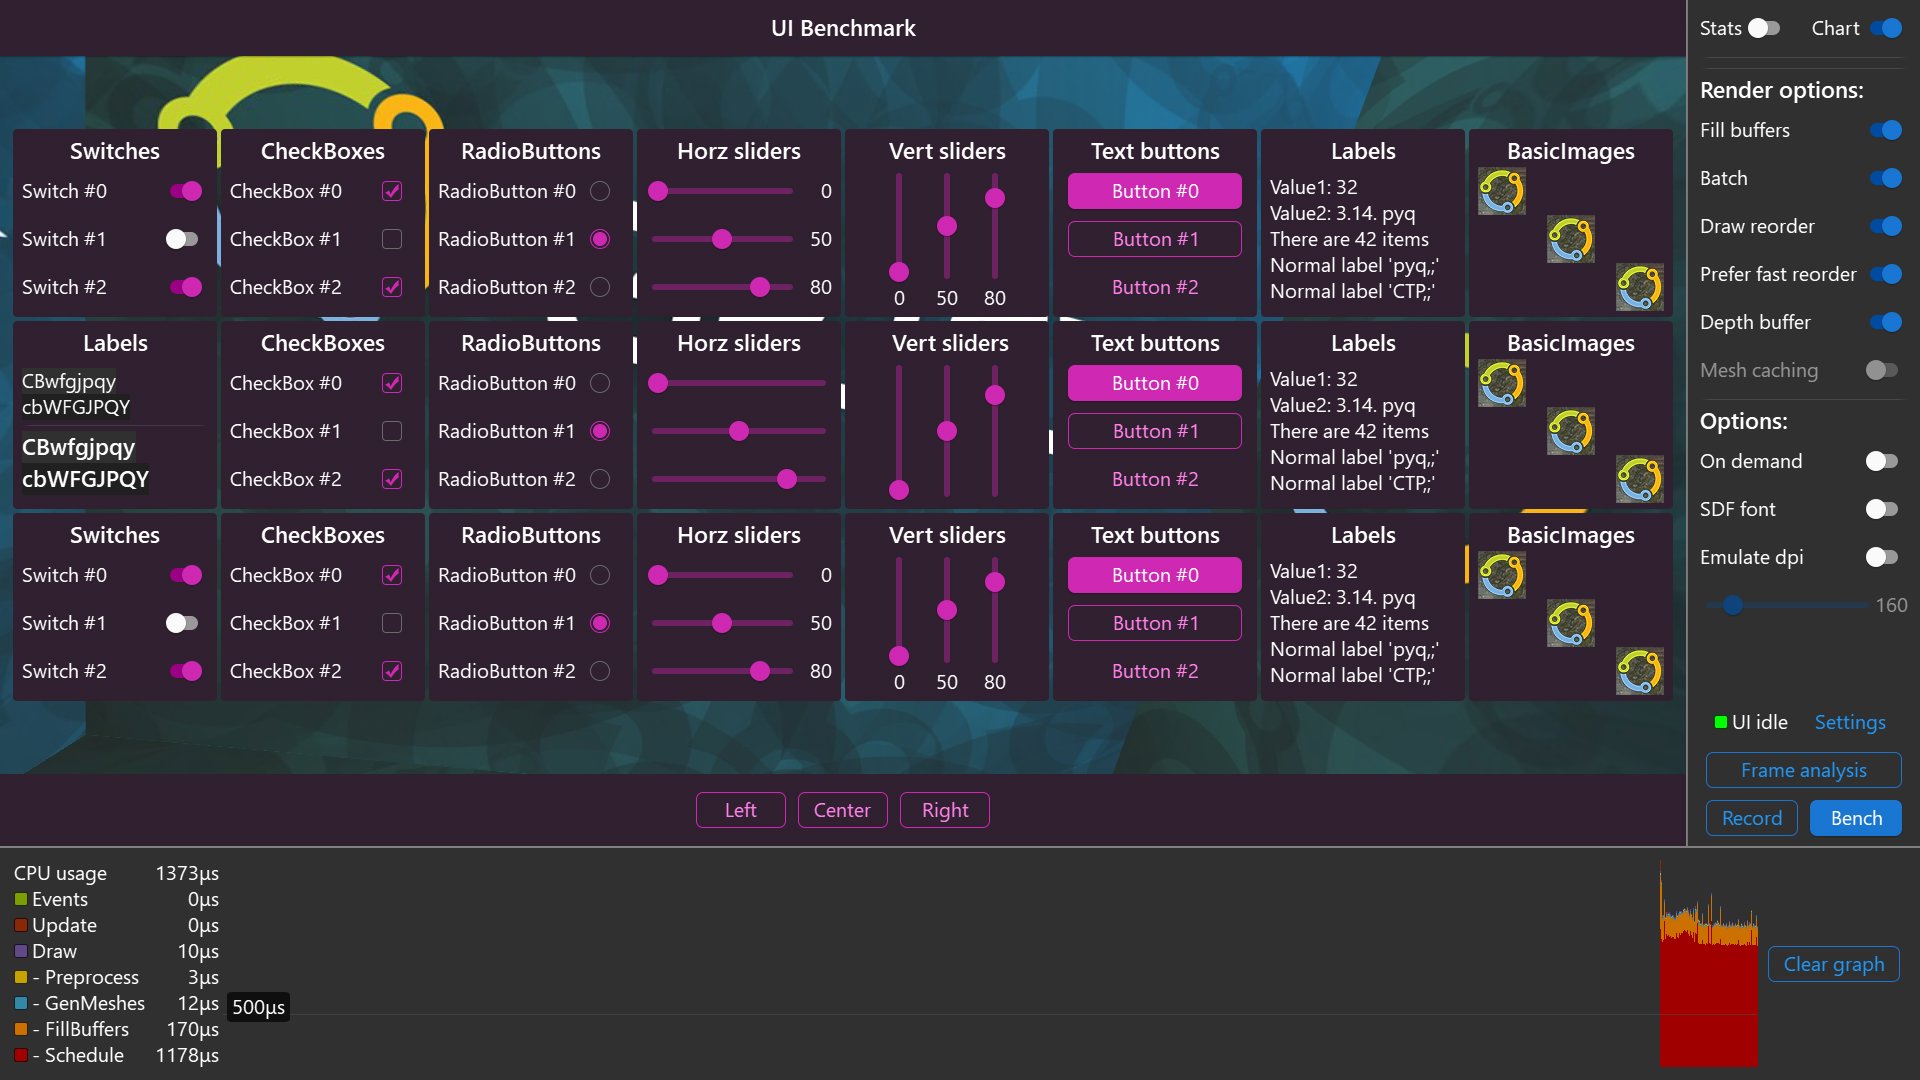 UI Benchmark
Stats
Chart
Switches
Switch #0
Switch #1
Switch #2
CheckBoxes
CheckBox #0
CheckBox #1
CheckBox #2
RadioButtons
RadioButton #0
RadioButton #1
RadioButton #2
Horz sliders
0
50
80
Vert sliders
0 50 80
Text buttons
Button #0
Button #1
Button #2
Labels
Value1: 32
Value2: 3.14. pyq
There are 42 items
Normal label 'pyq,;'
Normal label 'CTP,;'
BasicImages
Labels
CBwfgjpqy
cbWFGJPQY
CBwfgjpqy
cbWFGJPQY
CheckBoxes
CheckBox #0
CheckBox #1
CheckBox #2
RadioButtons
RadioButton #0
RadioButton #1
RadioButton #2
Horz sliders
Vert sliders
Text buttons
Button #0
Button #1
Button #2
Labels
Value1: 32
Value2: 3.14. pyq
There are 42 items
Normal label 'pyq,;'
Normal label 'CTP,;'
BasicImages
Switches
Switch #0
Switch #1
Switch #2
CheckBoxes
CheckBox #0
CheckBox #1
CheckBox #2
RadioButtons
RadioButton #0
RadioButton #1
RadioButton #2
Horz sliders
0
50
80
Vert sliders
0 50 80
Text buttons
Button #0
Button #1
Button #2
Labels
Value1: 32
Value2: 3.14. pyq
There are 42 items
Normal label 'pyq,;'
Normal label 'CTP,;'
BasicImages
Left
Center
Right
Render options:
Fill buffers
Batch
Draw reorder
Prefer fast reorder
Depth buffer
Mesh caching
Options:
On demand
SDF font
Emulate dpi
160
UI idle
Settings
Frame analysis
Record
Bench
CPU usage 1373µs
Events 0µs
Update 0µs
Draw 10µs
- Preprocess 3µs
- GenMeshes 12µs
- FillBuffers 170µs
- Schedule 1178µs
500µs
Clear graph